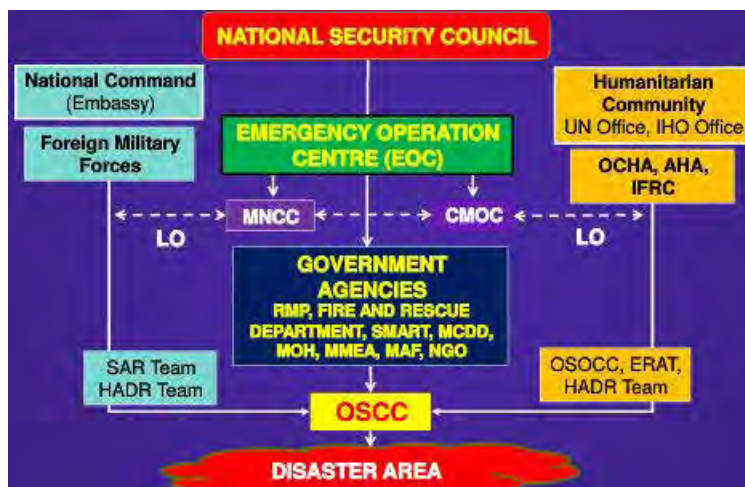 NATIONAL SECURITY COUNCIL
National Command
(Embassy)
Foreign Military
Forces
EMERGENCY OPERATION
CENTRE (EOC)
Humanitarian
Community
UN Office, IHO Office
OCHA, AHA,
IFRC
LO
MNCC
CMOC
LO
GOVERNMENT
AGENCIES
RMP, FIRE AND RESCUE
DEPARTMENT, SMART, MCDD,
MOH, MMEA, MAF, NGO
SAR Team
HADR Team
OSOCC, ERAT,
HADR Team
OSCC
DISASTER AREA